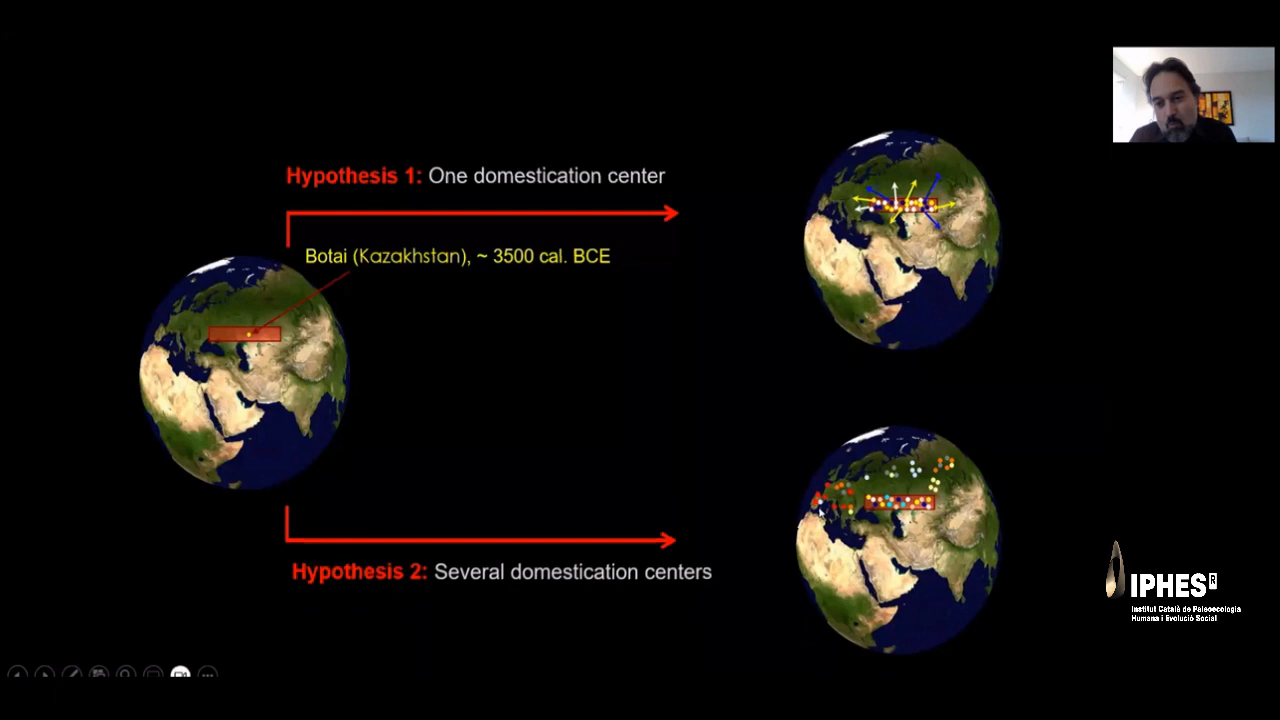 Hypothesis 1: One domestication center
Botai (Kazakhstan), ~ 3500 cal. BCE
Hypothesis 2: Several domestication centers
IPHES R
Institut Català de Paleoecologia
Humana i Evolució Social